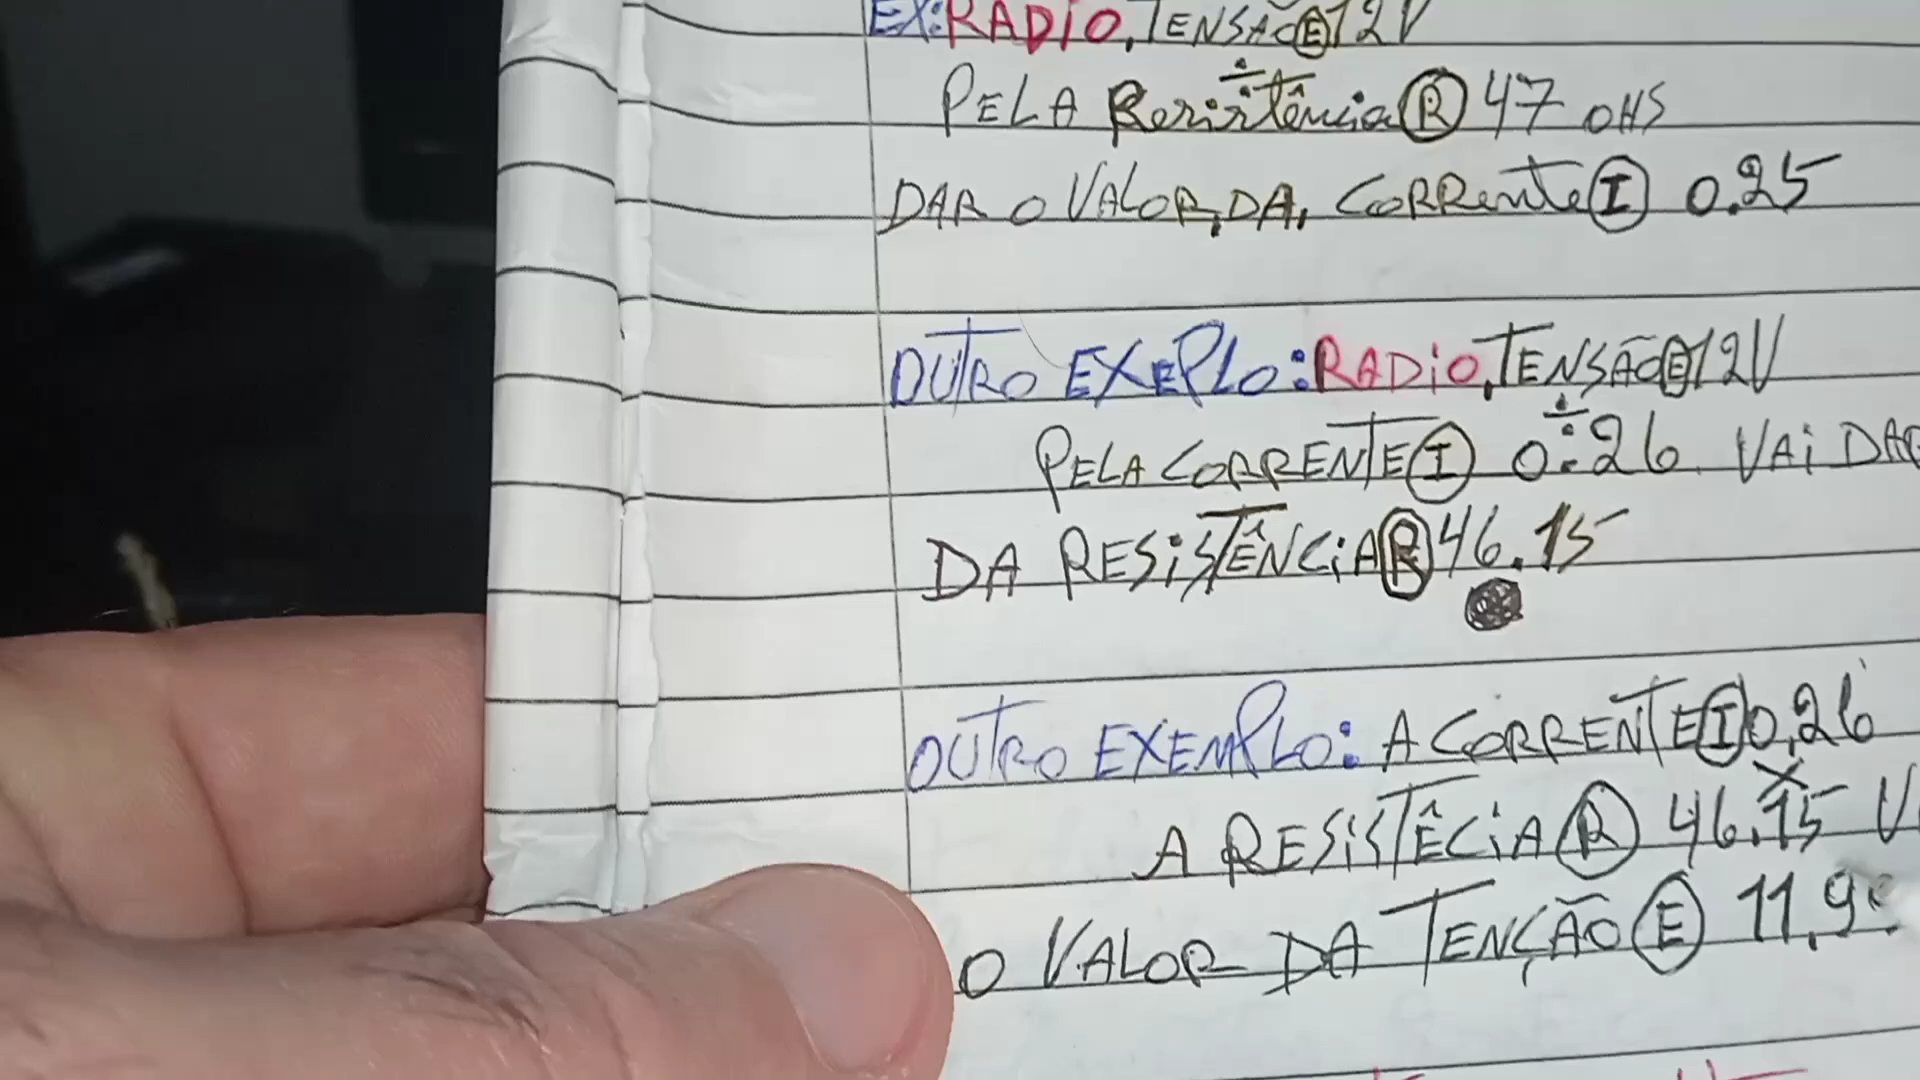 EX: RADIO, TENSÃO E 12V
÷
PELA Resistência R 47 OHS
DAR O VALOR, DA, CORRente I 0.25
OUTRO EXEPLO: RADIO, TENSÃO E 12V
÷
PELA CORRENTE I 0.26 VAI DAR
DA RESISTÊNCIA R 46.15
OUTRO EXEMPLO: A CORRENTE I 0,26
X
A RESISTÊCIA R 46.15
O VALOR DA TENÇÃO E 11,9